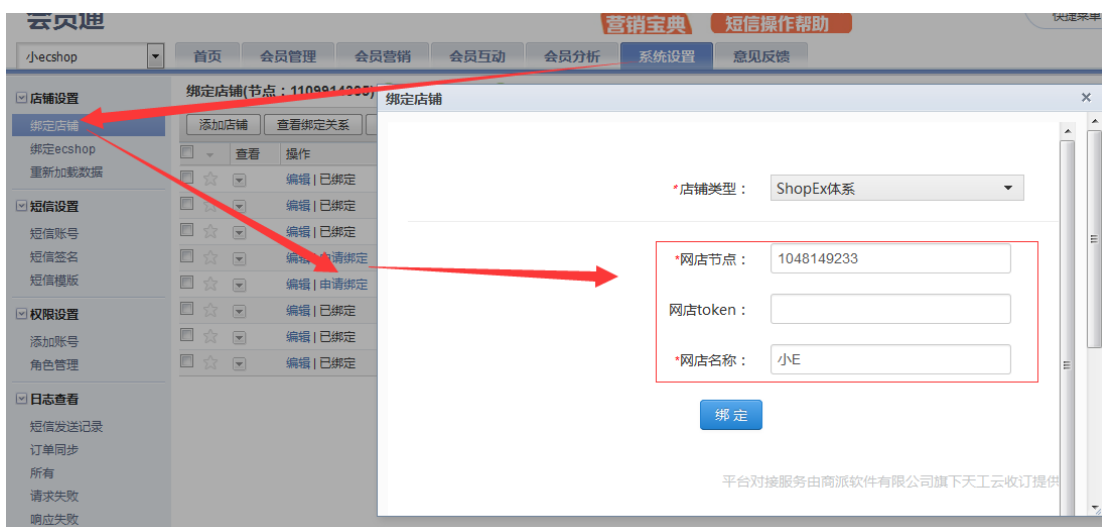 会员通
营销宝典 短信操作帮助
快捷菜单
小ecshop 首页 会员管理 会员营销 会员互动 会员分析 系统设置 意见反馈
店铺设置
绑定店铺
绑定ecshop
重新加载数据
短信设置
短信账号
短信签名
短信模版
权限设置
添加账号
角色管理
日志查看
短信发送记录
订单同步
所有
请求失败
响应失败
绑定店铺(节点:
添加店铺 查看绑定关系
查看 操作
编辑 | 已绑定
编辑 | 已绑定
编辑 | 已绑定
编辑 申请绑定
编辑 | 申请绑定
编辑 | 已绑定
编辑 | 已绑定
编辑 | 已绑定
绑定店铺 ×
*店铺类型: ShopEx体系
*网店节点: 1048149233
网店token:
*网店名称: 小E
绑 定
平台对接服务由商派软件有限公司旗下天工云收订提供